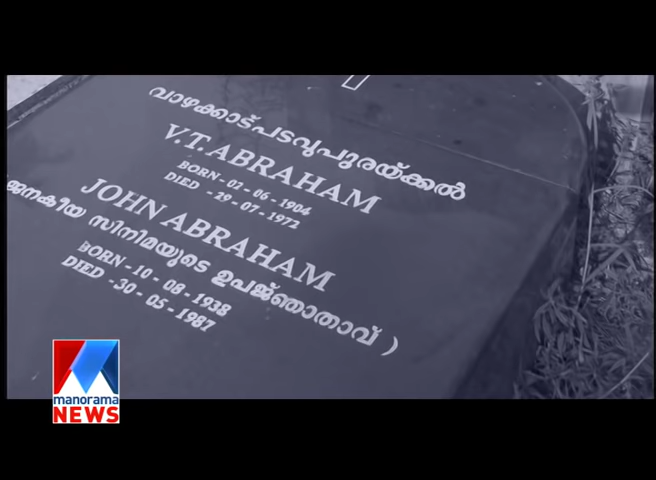 വാഴക്കാട്പടവുപുരയ്ക്കൽ
V.T. ABRAHAM
BORN - 02 - 06 - 1904
DIED - 29 - 07 - 1972
JOHN ABRAHAM
ജനകീയ സിനിമയുടെ ഉപജ്ഞാതാവ് )
BORN - 10 - 08 - 1938
DIED - 30 - 05 - 1987
manorama
NEWS